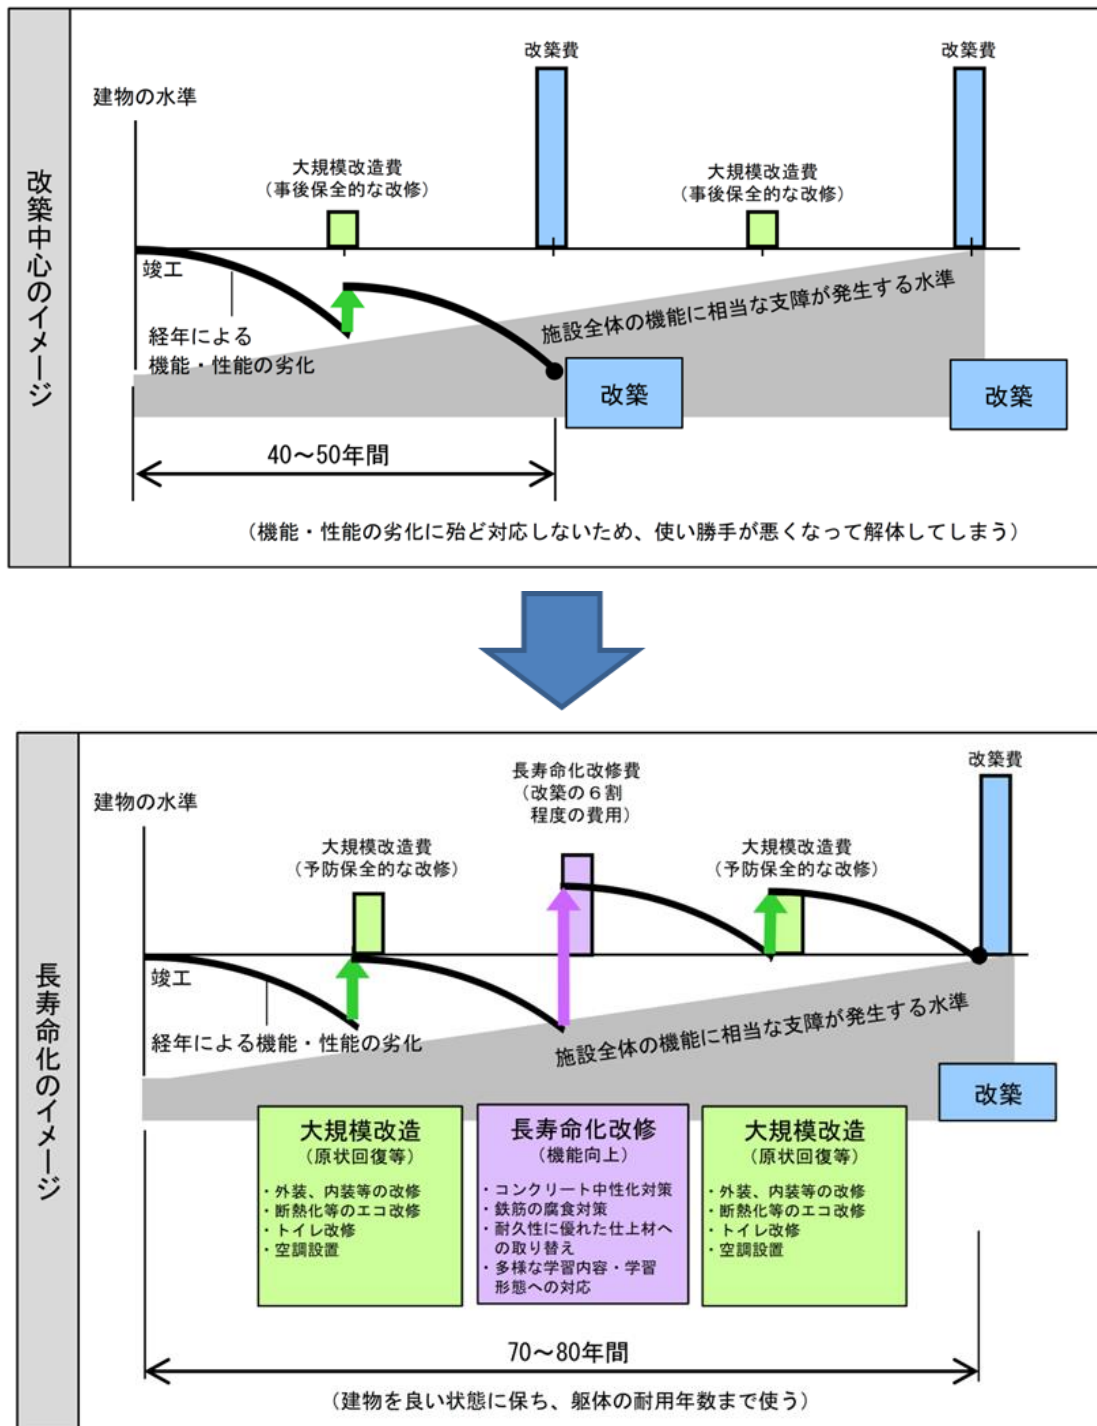 改築中心のイメージ
改築費
改築費
建物の水準
大規模改造費
（事後保全的な改修）
大規模改造費
（事後保全的な改修）
竣工
経年による
機能・性能の劣化
施設全体の機能に相当な支障が発生する水準
改築
改築
40～50年間
（機能・性能の劣化に殆ど対応しないため、使い勝手が悪くなって解体してしまう）
長寿命化のイメージ
改築費
長寿命化改修費
（改築の６割
程度の費用）
建物の水準
大規模改造費
（予防保全的な改修）
大規模改造費
（予防保全的な改修）
竣工
経年による機能・性能の劣化
施設全体の機能に相当な支障が発生する水準
改築
大規模改造
（原状回復等）
・外装、内装等の改修
・断熱化等のエコ改修
・トイレ改修
・空調設置
長寿命化改修
（機能向上）
・コンクリート中性化対策
・鉄筋の腐食対策
・耐久性に優れた仕上材へ
の取り替え
・多様な学習内容・学習
形態への対応
大規模改造
（原状回復等）
・外装、内装等の改修
・断熱化等のエコ改修
・トイレ改修
・空調設置
70～80年間
（建物を良い状態に保ち、躯体の耐用年数まで使う）